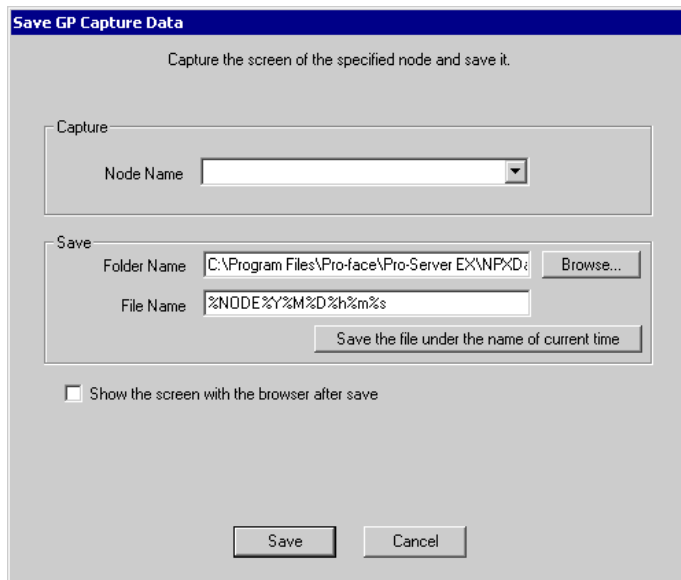 Save GP Capture Data
Capture the screen of the specified node and save it.
Capture
Node Name
Save
Folder Name C:\Program Files\Pro-face\Pro-Server EX\NPXDa Browse...
File Name %NODE%Y%M%D%h%m%s
Save the file under the name of current time
Show the screen with the browser after save
Save Cancel